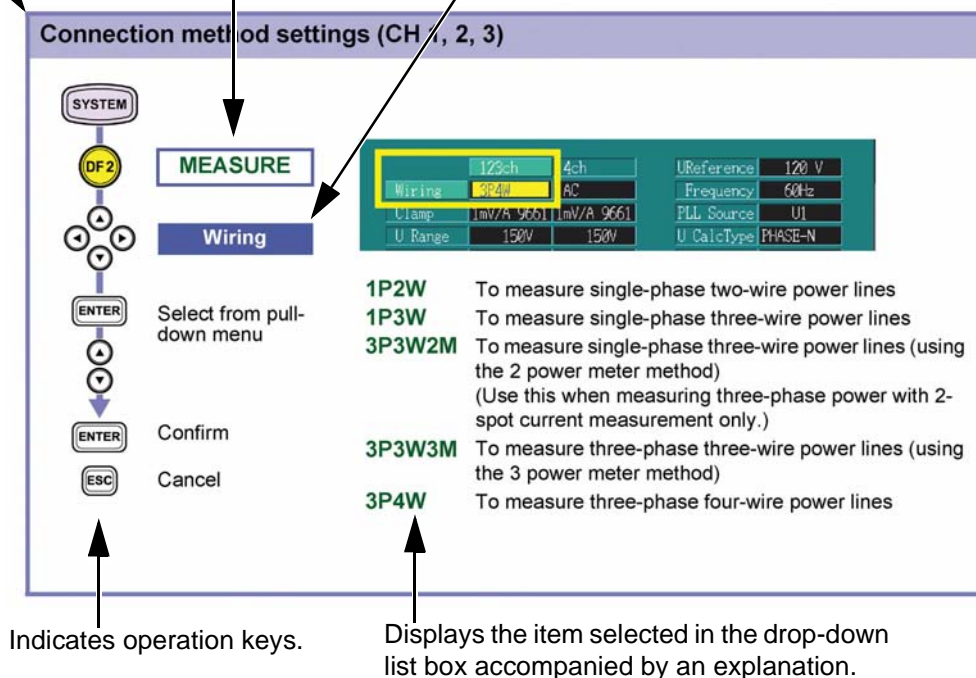 Connection method settings (CH 1, 2, 3)
SYSTEM
DF 2
MEASURE
Wiring
ENTER
Select from pull-
down menu
ENTER
Confirm
ESC
Cancel
123ch 4ch UReference 120 V
Wiring 3P4W AC Frequency 60Hz
Clamp 1mV/A 9661 1mV/A 9661 PLL Source U1
U Range 150V 150V U CalcType PHASE-N
1P2W To measure single-phase two-wire power lines
1P3W To measure single-phase three-wire power lines
3P3W2M To measure single-phase three-wire power lines (using
the 2 power meter method)
(Use this when measuring three-phase power with 2-
spot current measurement only.)
3P3W3M To measure three-phase three-wire power lines (using
the 3 power meter method)
3P4W To measure three-phase four-wire power lines
Indicates operation keys.
Displays the item selected in the drop-down
list box accompanied by an explanation.